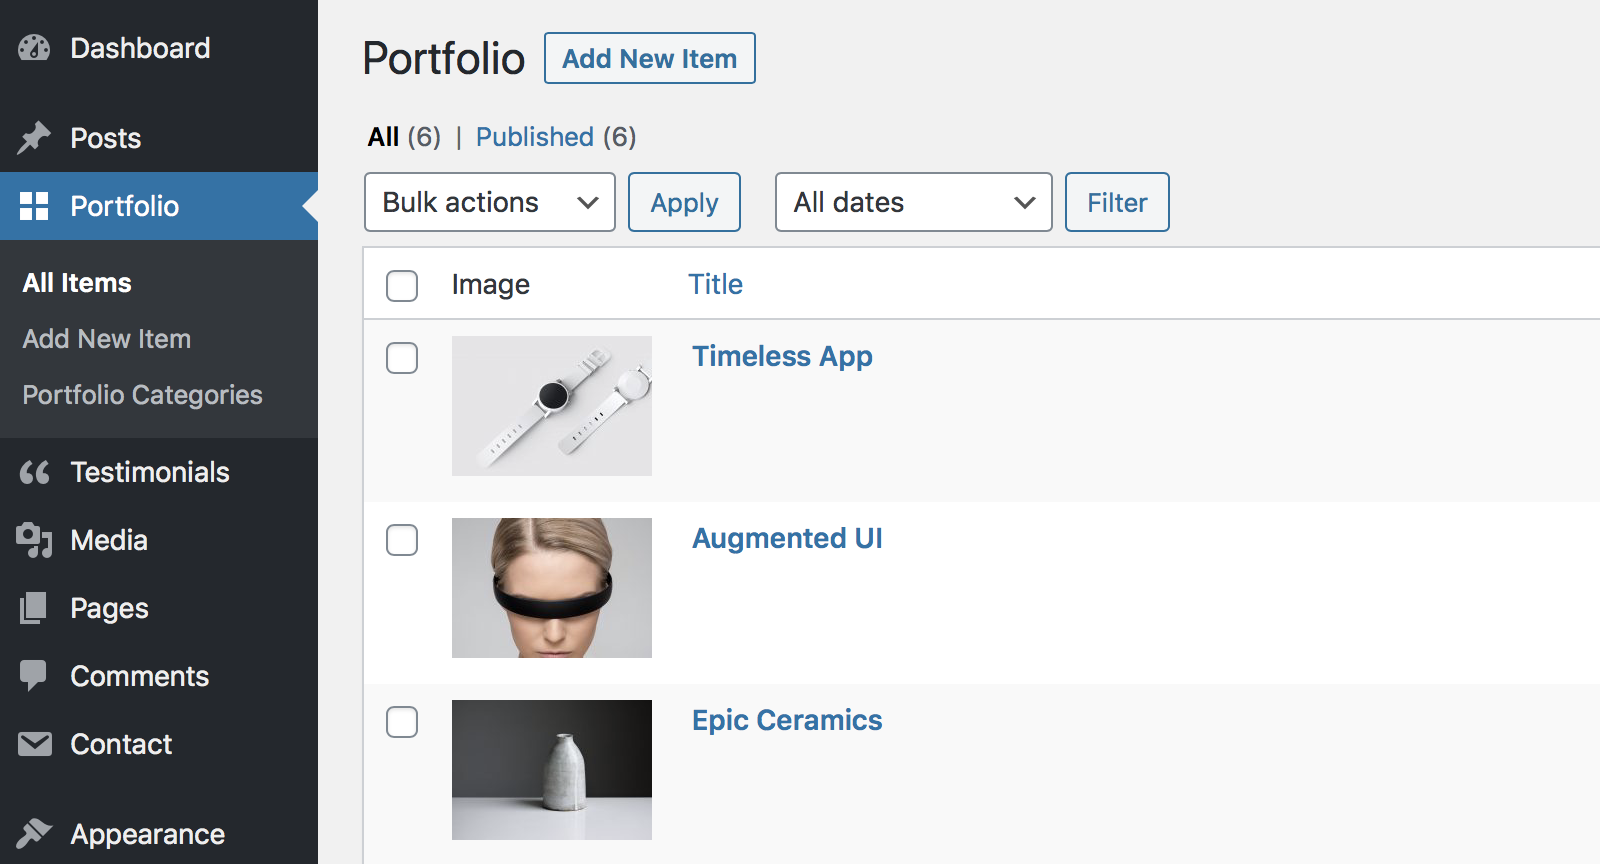 Dashboard
Posts
Portfolio
All Items
Add New Item
Portfolio Categories
Testimonials
Media
Pages
Comments
Contact
Appearance
Portfolio Add New Item
All (6) | Published (6)
Bulk actions Apply All dates Filter
Image Title
Timeless App
Augmented UI
Epic Ceramics